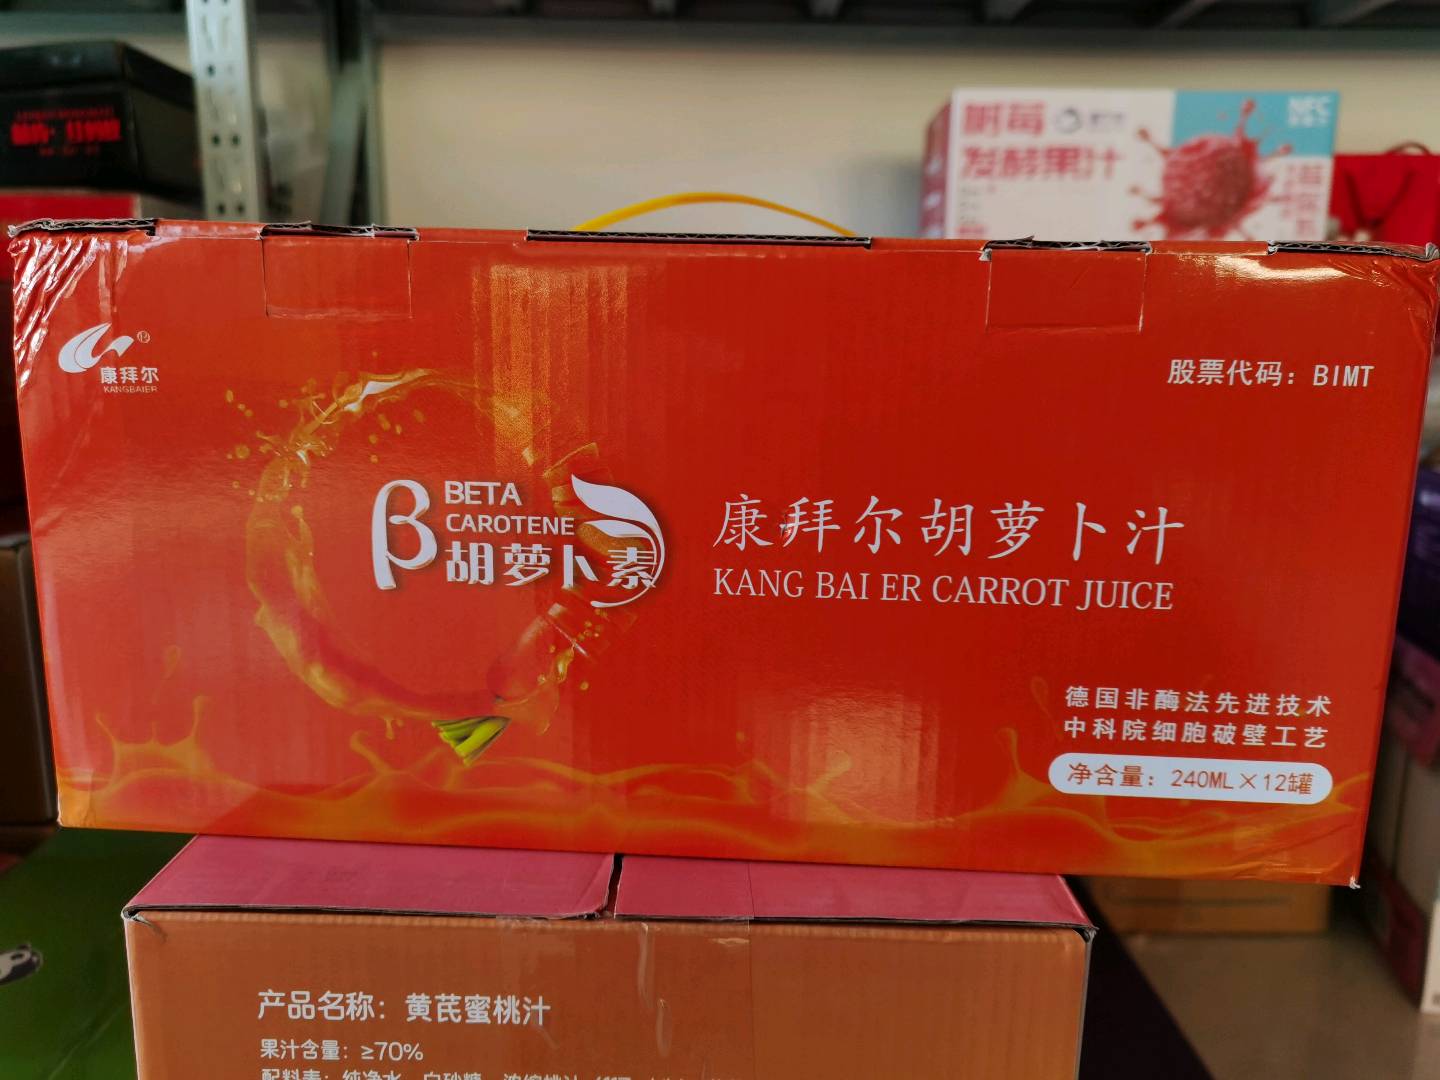 树莓
发酵果汁
NFC
康拜尔
KANGBAIER
股票代码：BIMT
β
BETA
CAROTENE
胡萝卜素
康拜尔胡萝卜汁
KANG BAI ER CARROT JUICE
德国非酶法先进技术
中科院细胞破壁工艺
净含量：240ML×12罐
产品名称：黄芪蜜桃汁
果汁含量：≥70%